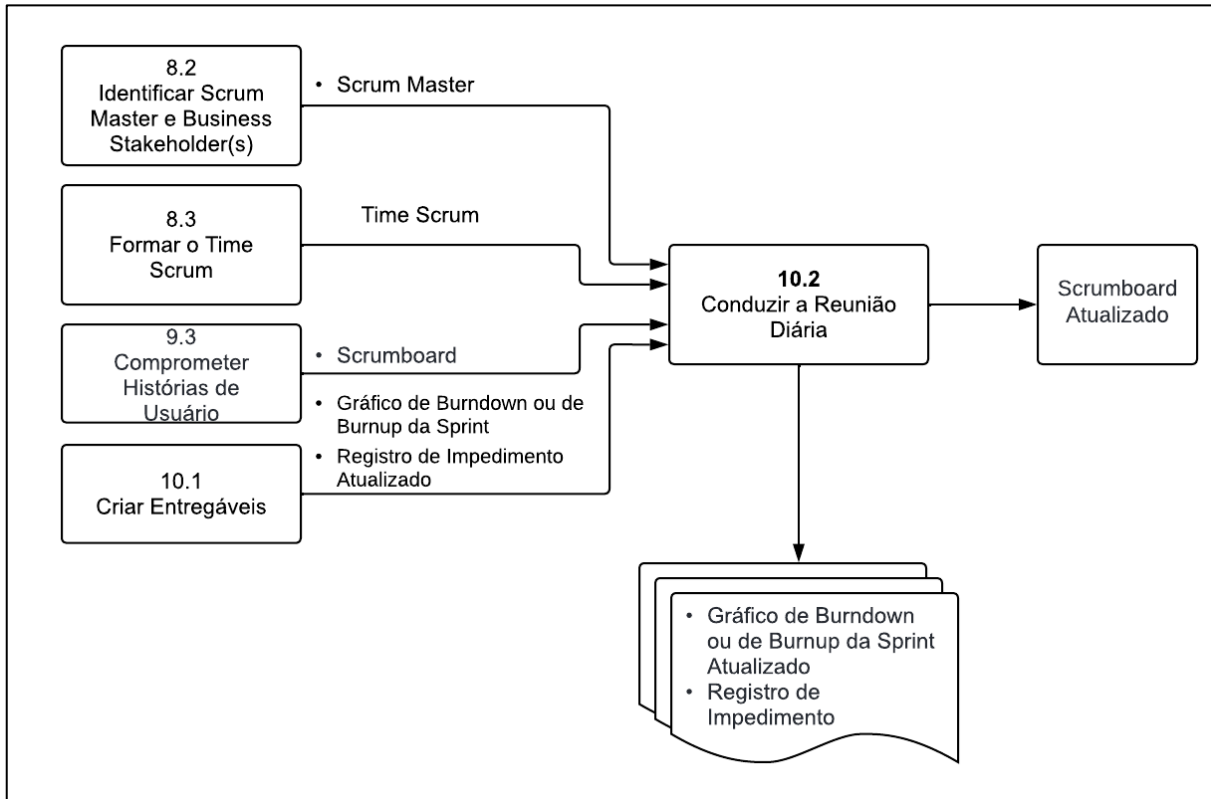 8.2
Identificar Scrum
Master e Business
Stakeholder(s)
• Scrum Master
8.3
Formar o Time
Scrum
Time Scrum
9.3
Comprometer
Histórias de
Usuário
• Scrumboard
10.1
Criar Entregáveis
• Gráfico de Burndown ou de
Burnup da Sprint
• Registro de Impedimento
Atualizado
10.2
Conduzir a Reunião
Diária
Scrumboard
Atualizado
• Gráfico de Burndown
ou de Burnup da Sprint
Atualizado
• Registro de
Impedimento